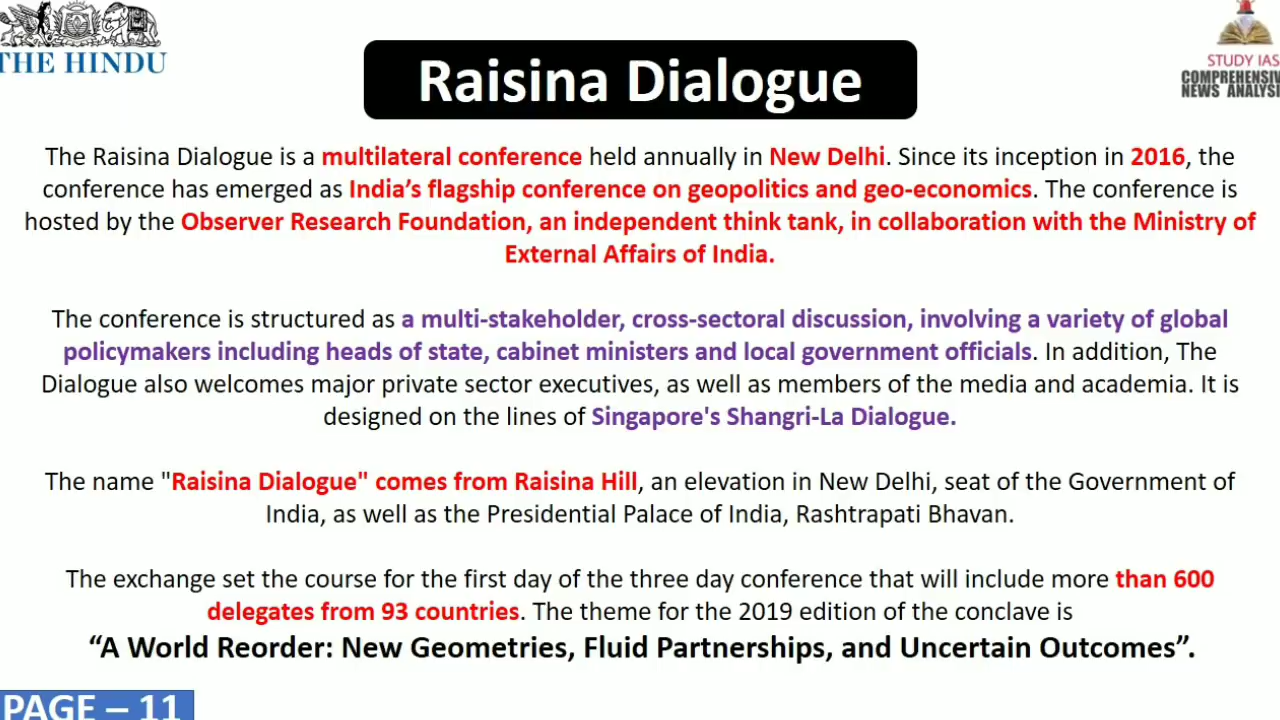 THE HINDU
STUDY IAS
COMPREHENSIV
NEWS ANALYSI
Raisina Dialogue
The Raisina Dialogue is a multilateral conference held annually in New Delhi. Since its inception in 2016, the
conference has emerged as India’s flagship conference on geopolitics and geo-economics. The conference is
hosted by the Observer Research Foundation, an independent think tank, in collaboration with the Ministry of
External Affairs of India.
The conference is structured as a multi-stakeholder, cross-sectoral discussion, involving a variety of global
policymakers including heads of state, cabinet ministers and local government officials. In addition, The
Dialogue also welcomes major private sector executives, as well as members of the media and academia. It is
designed on the lines of Singapore's Shangri-La Dialogue.
The name "Raisina Dialogue" comes from Raisina Hill, an elevation in New Delhi, seat of the Government of
India, as well as the Presidential Palace of India, Rashtrapati Bhavan.
The exchange set the course for the first day of the three day conference that will include more than 600
delegates from 93 countries. The theme for the 2019 edition of the conclave is
“A World Reorder: New Geometries, Fluid Partnerships, and Uncertain Outcomes”.
PAGE – 11